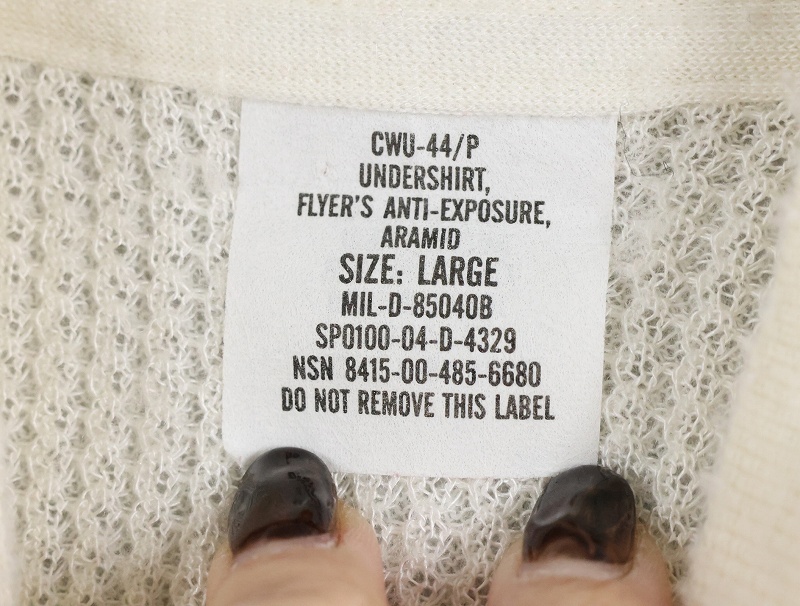 CWU-44/P
UNDERSHIRT,
FLYER'S ANTI-EXPOSURE,
ARAMID
SIZE: LARGE
MIL-D-85040B
SP0100-04-D-4329
NSN 8415-00-485-6680
DO NOT REMOVE THIS LABEL